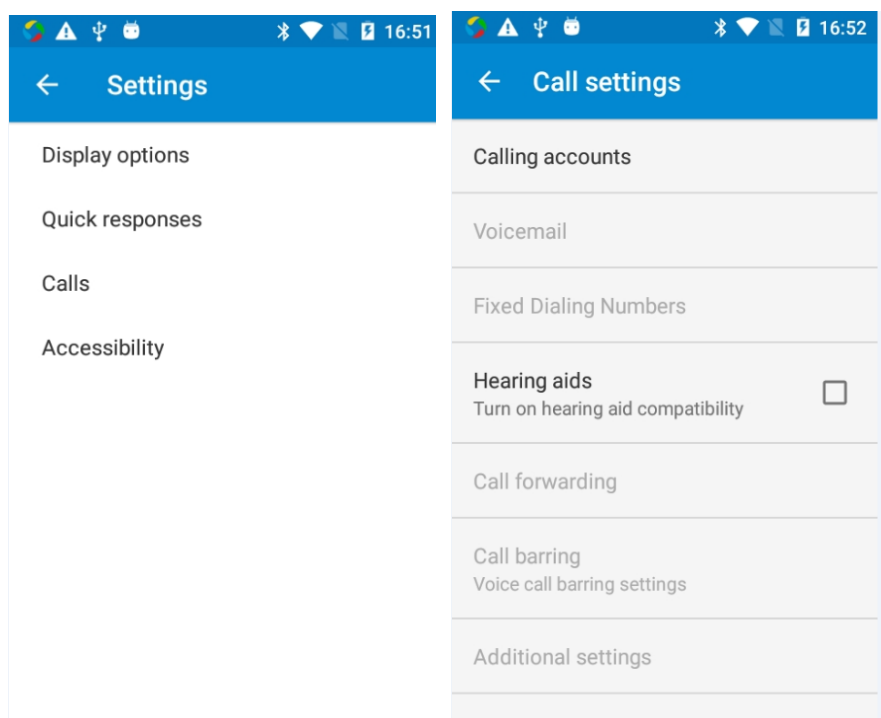 16:51
Settings
Display options
Quick responses
Calls
Accessibility
16:52
Call settings
Calling accounts
Voicemail
Fixed Dialing Numbers
Hearing aids
Turn on hearing aid compatibility
Call forwarding
Call barring
Voice call barring settings
Additional settings